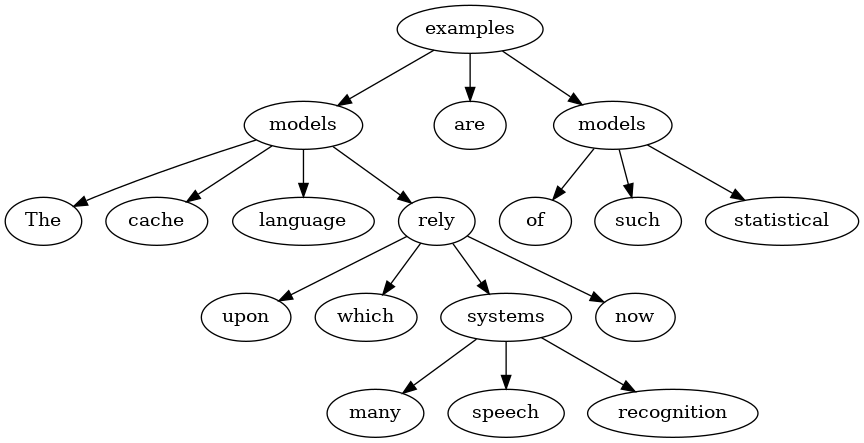 examples
models are models
The cache language rely of such statistical
upon which systems now
many speech recognition